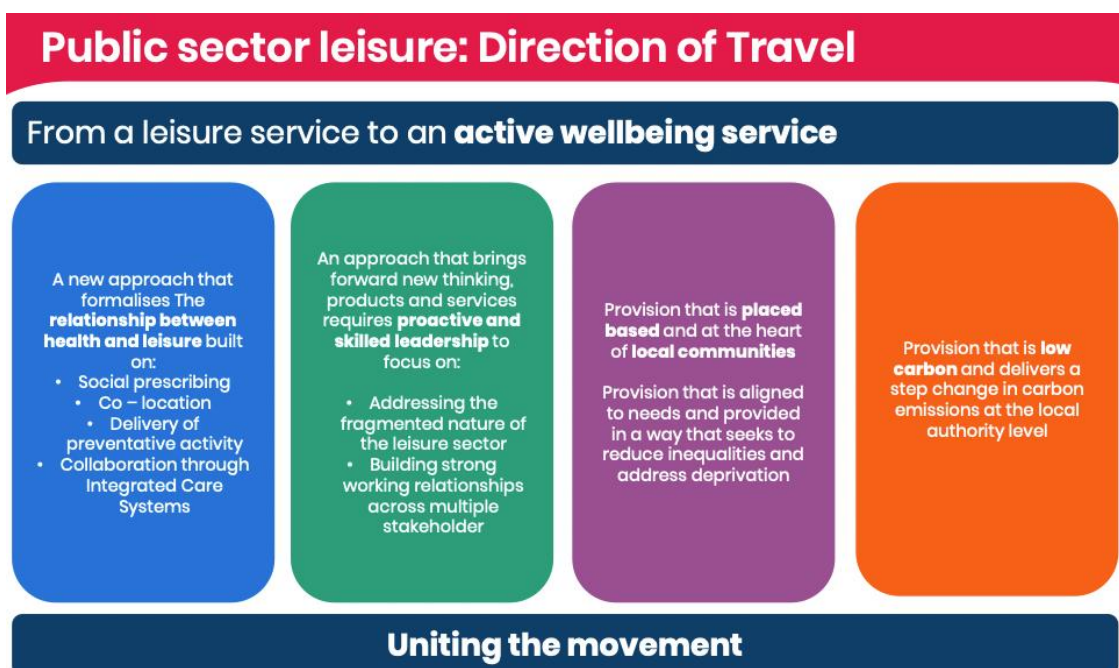 Public sector leisure: Direction of Travel
From a leisure service to an active wellbeing service
A new approach that
formalises The
relationship between
health and leisure built
on:
• Social prescribing
• Co – location
• Delivery of
preventative activity
• Collaboration through
Integrated Care
Systems
An approach that brings
forward new thinking,
products and services
requires proactive and
skilled leadership to
focus on:
• Addressing the
fragmented nature of
the leisure sector
• Building strong
working relationships
across multiple
stakeholder
Provision that is placed
based and at the heart
of local communities
Provision that is aligned
to needs and provided
in a way that seeks to
reduce inequalities and
address deprivation
Provision that is low
carbon and delivers a
step change in carbon
emissions at the local
authority level
Uniting the movement